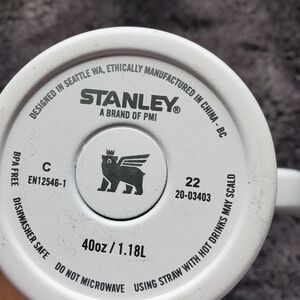 DESIGNED IN SEATTLE WA, ETHICALLY MANUFACTURED IN CHINA - BC
STANLEY®
A BRAND OF PMI
C
EN12546-1
22
20-03403
40oz / 1.18L
BPA FREE
DISHWASHER SAFE
DO NOT MICROWAVE
USING STRAW WITH HOT DRINKS MAY SCALD